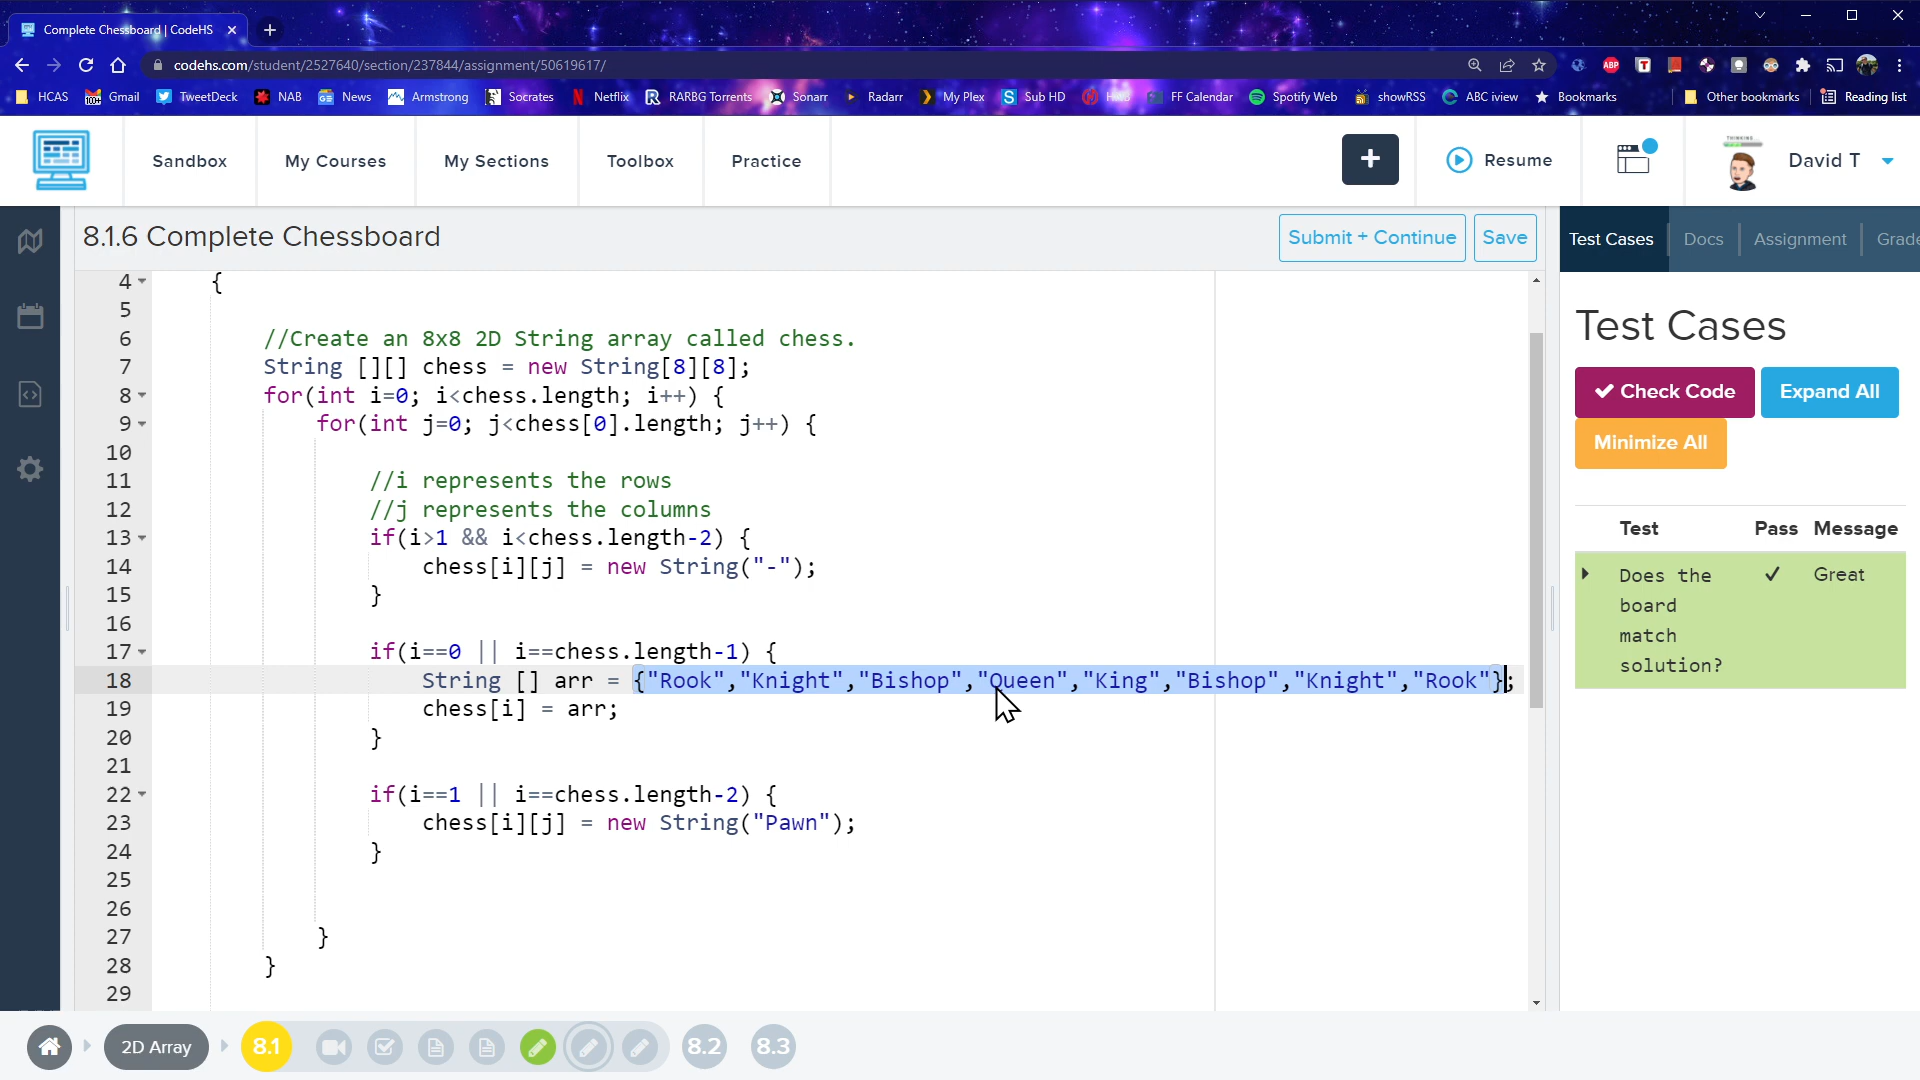 Complete Chessboard | CodeHS
codehs.com/student/2527640/section/237844/assignment/50619617/
HCAS
Gmail
TweetDeck
NAB
News
Armstrong
Socrates
Netflix
RARBG Torrents
Sonarr
Radarr
My Plex
Sub HD
FF Calendar
Spotify Web
showRSS
ABC iview
Bookmarks
Other bookmarks
Reading list
Sandbox
My Courses
My Sections
Toolbox
Practice
+
Resume
David T
8.1.6 Complete Chessboard
Submit + Continue
Save
Test Cases
Docs
Assignment
Grade
4 {
5
6 //Create an 8x8 2D String array called chess.
7 String [][] chess = new String[8][8];
8 for(int i=0; i<chess.length; i++) {
9 for(int j=0; j<chess[0].length; j++) {
10
11 //i represents the rows
12 //j represents the columns
13 if(i>1 && i<chess.length-2) {
14 chess[i][j] = new String("-");
15 }
16
17 if(i==0 || i==chess.length-1) {
18 String [] arr = {"Rook","Knight","Bishop","Queen","King","Bishop","Knight","Rook"};
19 chess[i] = arr;
20 }
21
22 if(i==1 || i==chess.length-2) {
23 chess[i][j] = new String("Pawn");
24 }
25
26
27 }
28 }
29
Test Cases
Check Code
Expand All
Minimize All
Test Pass Message
Does the Great
board
match
solution?
2D Array
8.1
8.2
8.3